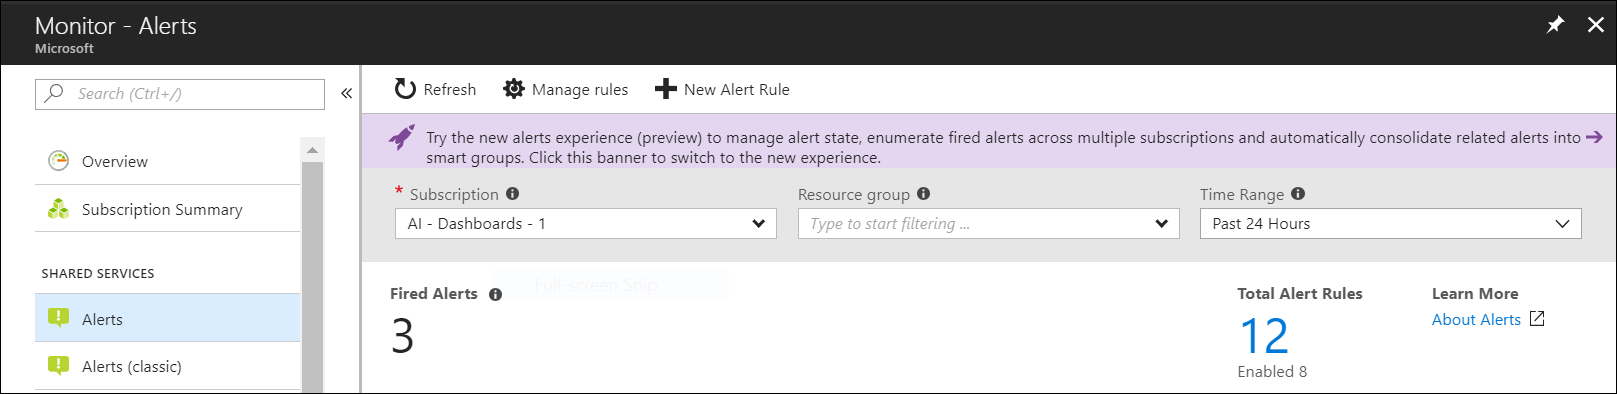 Monitor - Alerts
Microsoft
Search (Ctrl+/)
Overview
Subscription Summary
SHARED SERVICES
Alerts
Alerts (classic)
Refresh
Manage rules
New Alert Rule
Try the new alerts experience (preview) to manage alert state, enumerate fired alerts across multiple subscriptions and automatically consolidate related alerts into
smart groups. Click this banner to switch to the new experience.
* Subscription
AI - Dashboards - 1
Resource group
Type to start filtering ...
Time Range
Past 24 Hours
Full-screen Snip
Fired Alerts
3
Total Alert Rules
12
Enabled 8
Learn More
About Alerts